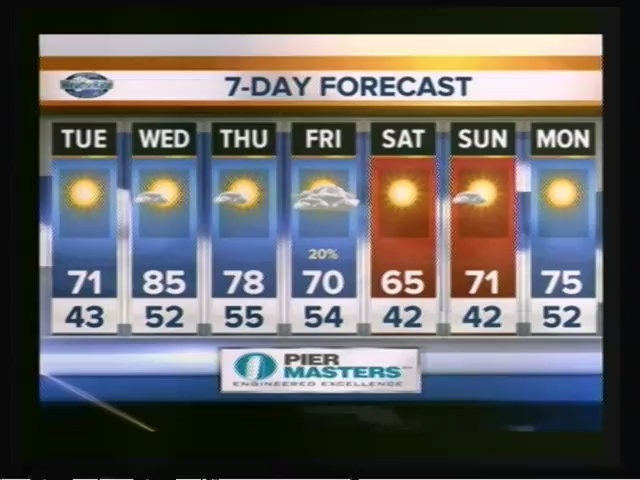 7-DAY FORECAST
TUE WED THU FRI SAT SUN MON
20%
71 85 78 70 65 71 75
43 52 55 54 42 42 52
PIER
MASTERS
ENGINEERED EXCELLENCE